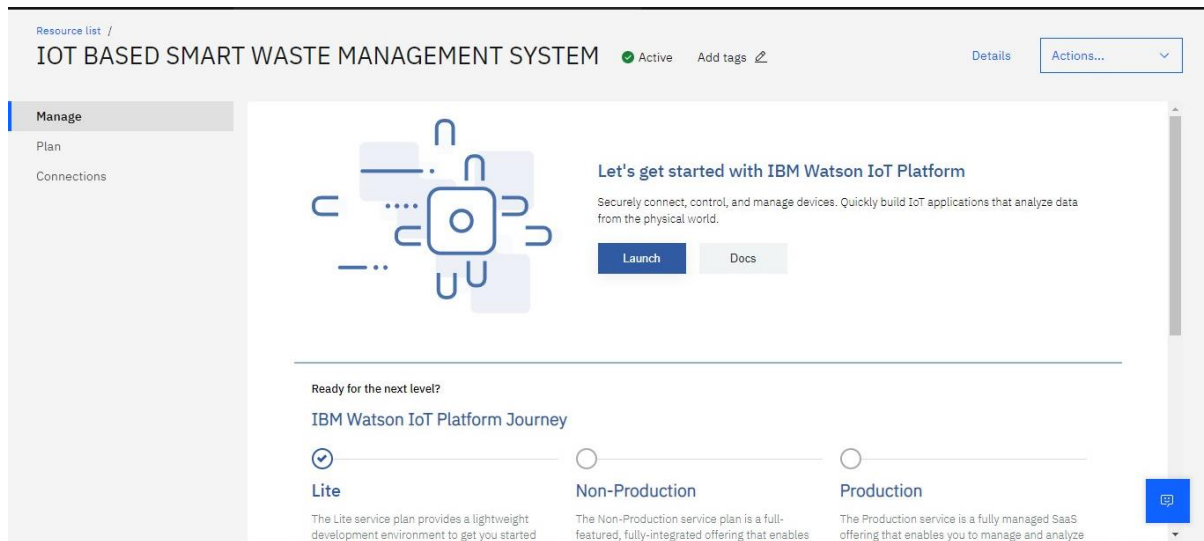 Resource list /
IOT BASED SMART WASTE MANAGEMENT SYSTEM Active Add tags Details Actions...
Manage
Plan
Connections
Let's get started with IBM Watson IoT Platform
Securely connect, control, and manage devices. Quickly build IoT applications that analyze data
from the physical world.
Launch Docs
Ready for the next level?
IBM Watson IoT Platform Journey
Lite Non-Production Production
The Lite service plan provides a lightweight
development environment to get you started
The Non-Production service plan is a full-
featured, fully-integrated offering that enables
The Production service is a fully managed SaaS
offering that enables you to manage and analyze